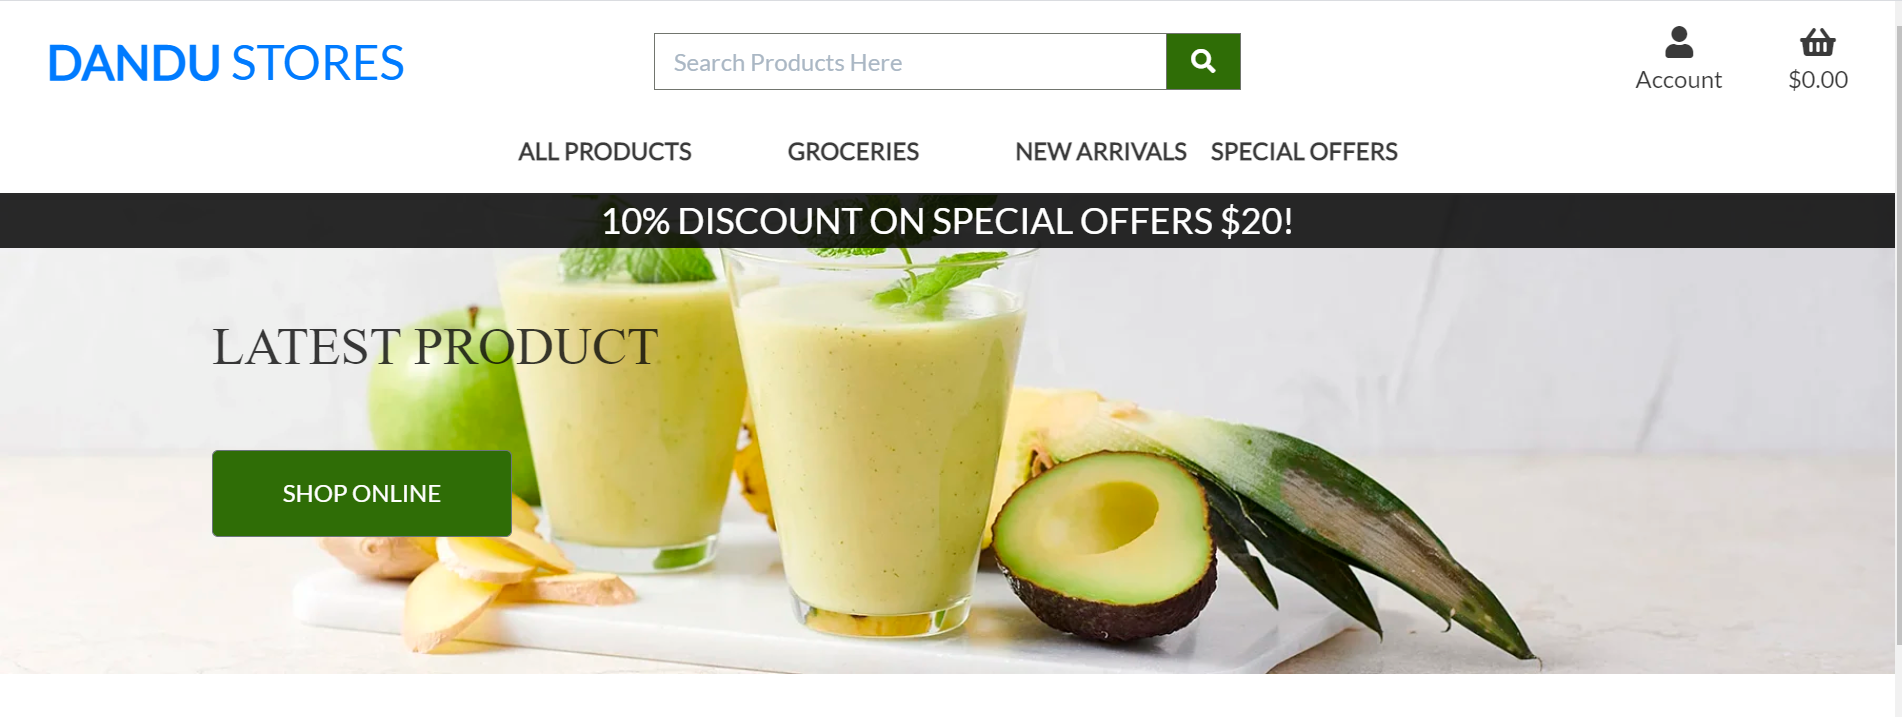 DANDU STORES
Search Products Here
Account
$0.00
ALL PRODUCTS GROCERIES NEW ARRIVALS SPECIAL OFFERS
10% DISCOUNT ON SPECIAL OFFERS $20!
LATEST PRODUCT
SHOP ONLINE